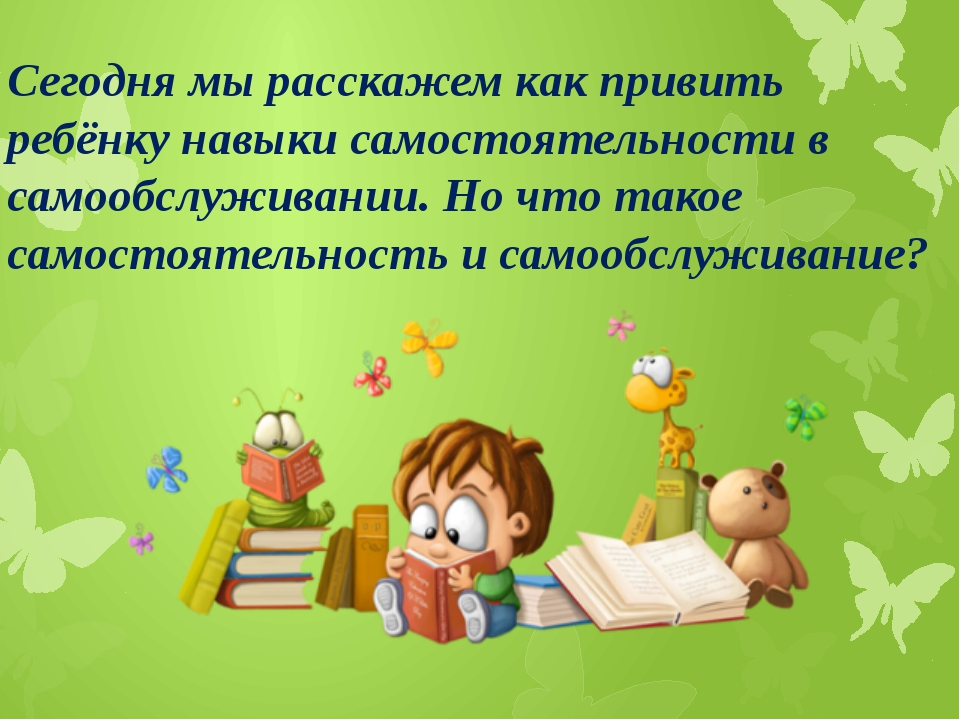 Сегодня мы расскажем как привить
ребёнку навыки самостоятельности в
самообслуживании. Но что такое
самостоятельность и самообслуживание?